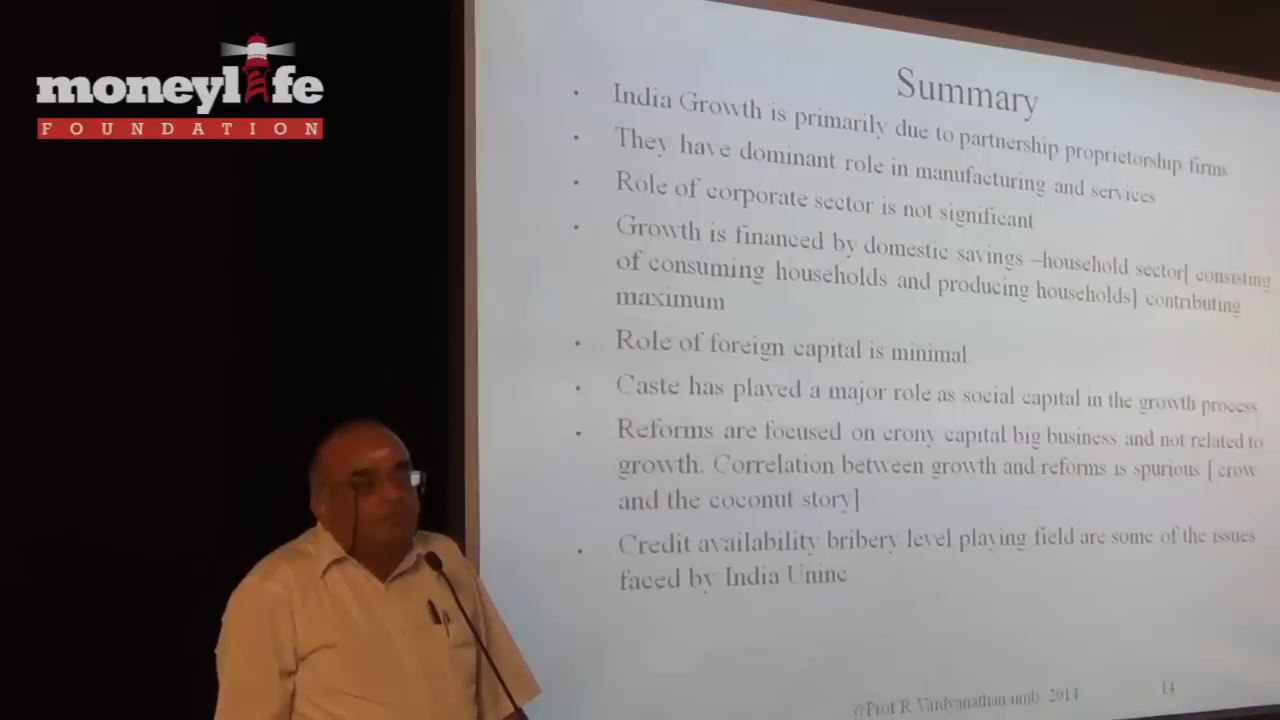 moneylife
FOUNDATION
Summary
· India Growth is primarily due to partnership proprietorship firms
· They have dominant role in manufacturing and services
· Role of corporate sector is not significant
· Growth is financed by domestic savings –household sector[ consisting
of consuming households and producing households] contributing
maximum
· Role of foreign capital is minimal
· Caste has played a major role as social capital in the growth process
· Reforms are focused on crony capital big business and not related to
growth. Correlation between growth and reforms is spurious [ crow
and the coconut story]
· Credit availability bribery level playing field are some of the issues
faced by India Uninc
@Prof R Vaidyanathan 2014
14